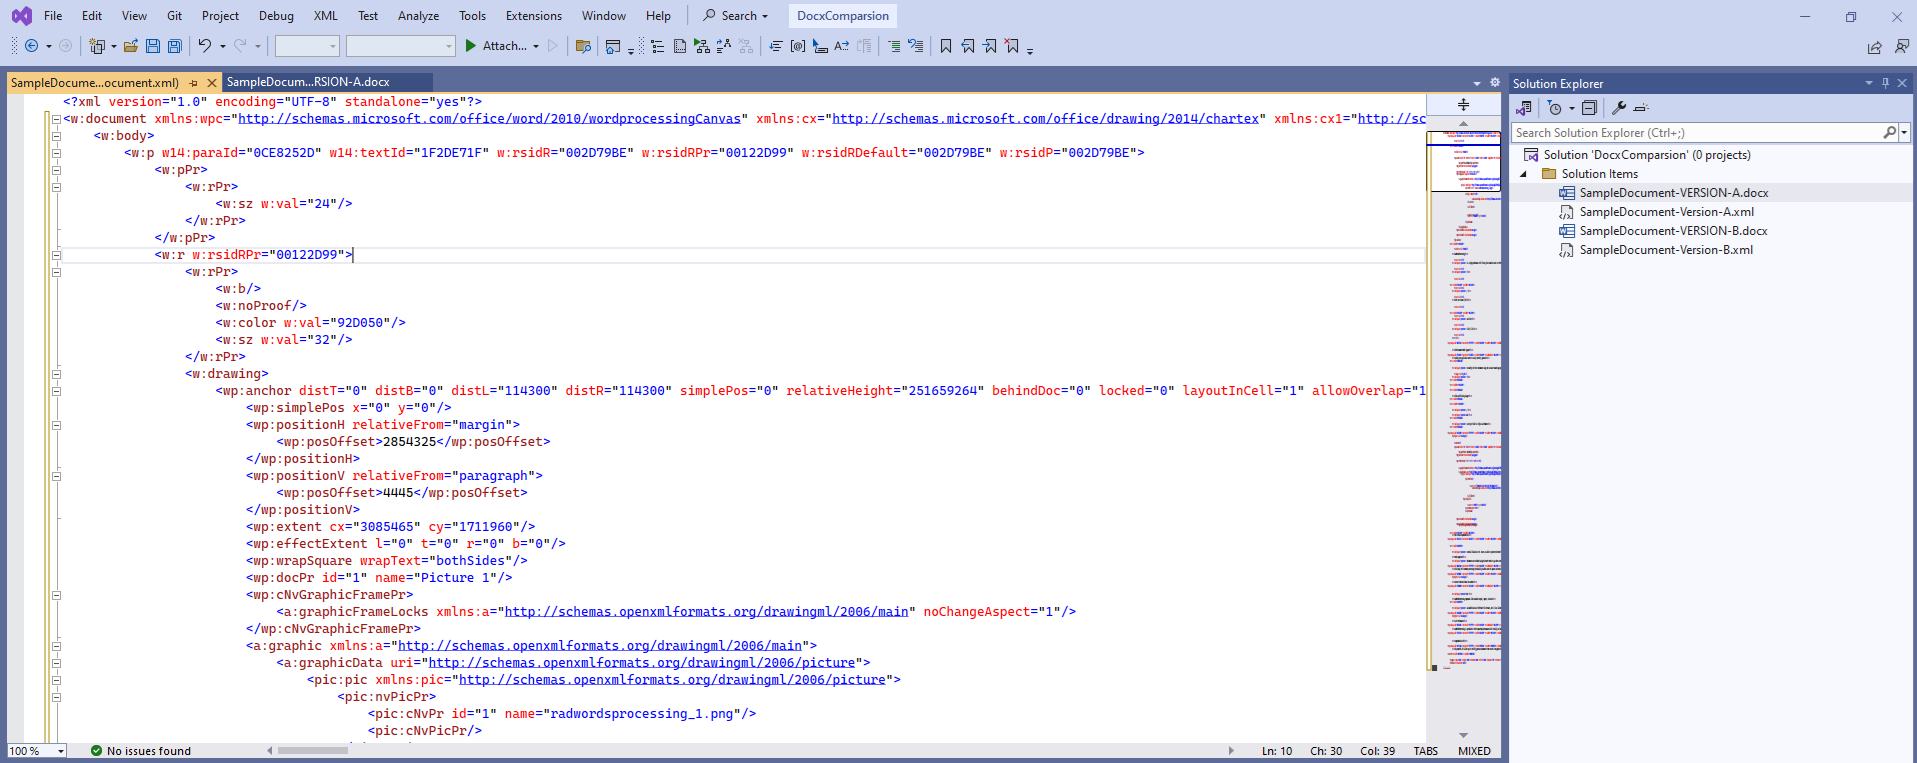 File Edit View Git Project Debug XML Test Analyze Tools Extensions Window Help Search DocxComparsion
Attach...
SampleDocume...ocument.xml) SampleDocum...RSION-A.docx
<?xml version="1.0" encoding="UTF-8" standalone="yes"?>
<w:document xmlns:wpc="http://schemas.microsoft.com/office/word/2010/wordprocessingCanvas" xmlns:cx="http://schemas.microsoft.com/office/drawing/2014/chartex" xmlns:cx1="http://sc
<w:body>
<w:p w14:paraId="0CE8252D" w14:textId="1F2DE71F" w:rsidR="002D79BE" w:rsidRPr="00122D99" w:rsidRDefault="002D79BE" w:rsidP="002D79BE">
<w:pPr>
<w:rPr>
<w:sz w:val="24"/>
</w:rPr>
</w:pPr>
<w:r w:rsidRPr="00122D99">
<w:rPr>
<w:b/>
<w:noProof/>
<w:color w:val="92D050"/>
<w:sz w:val="32"/>
</w:rPr>
<w:drawing>
<wp:anchor distT="0" distB="0" distL="114300" distR="114300" simplePos="0" relativeHeight="251659264" behindDoc="0" locked="0" layoutInCell="1" allowOverlap="1
<wp:simplePos x="0" y="0"/>
<wp:positionH relativeFrom="margin">
<wp:posOffset>2854325</wp:posOffset>
</wp:positionH>
<wp:positionV relativeFrom="paragraph">
<wp:posOffset>4445</wp:posOffset>
</wp:positionV>
<wp:extent cx="3085465" cy="1711960"/>
<wp:effectExtent l="0" t="0" r="0" b="0"/>
<wp:wrapSquare wrapText="bothSides"/>
<wp:docPr id="1" name="Picture 1"/>
<wp:cNvGraphicFramePr>
<a:graphicFrameLocks xmlns:a="http://schemas.openxmlformats.org/drawingml/2006/main" noChangeAspect="1"/>
</wp:cNvGraphicFramePr>
<a:graphic xmlns:a="http://schemas.openxmlformats.org/drawingml/2006/main">
<a:graphicData uri="http://schemas.openxmlformats.org/drawingml/2006/picture">
<pic:pic xmlns:pic="http://schemas.openxmlformats.org/drawingml/2006/picture">
<pic:nvPicPr>
<pic:cNvPr id="1" name="radwordsprocessing_1.png"/>
<pic:cNvPicPr/>
100 % No issues found Ln: 10 Ch: 30 Col: 39 TABS MIXED
Solution Explorer
Search Solution Explorer (Ctrl+;)
Solution 'DocxComparsion' (0 projects)
Solution Items
SampleDocument-VERSION-A.docx
SampleDocument-Version-A.xml
SampleDocument-VERSION-B.docx
SampleDocument-Version-B.xml